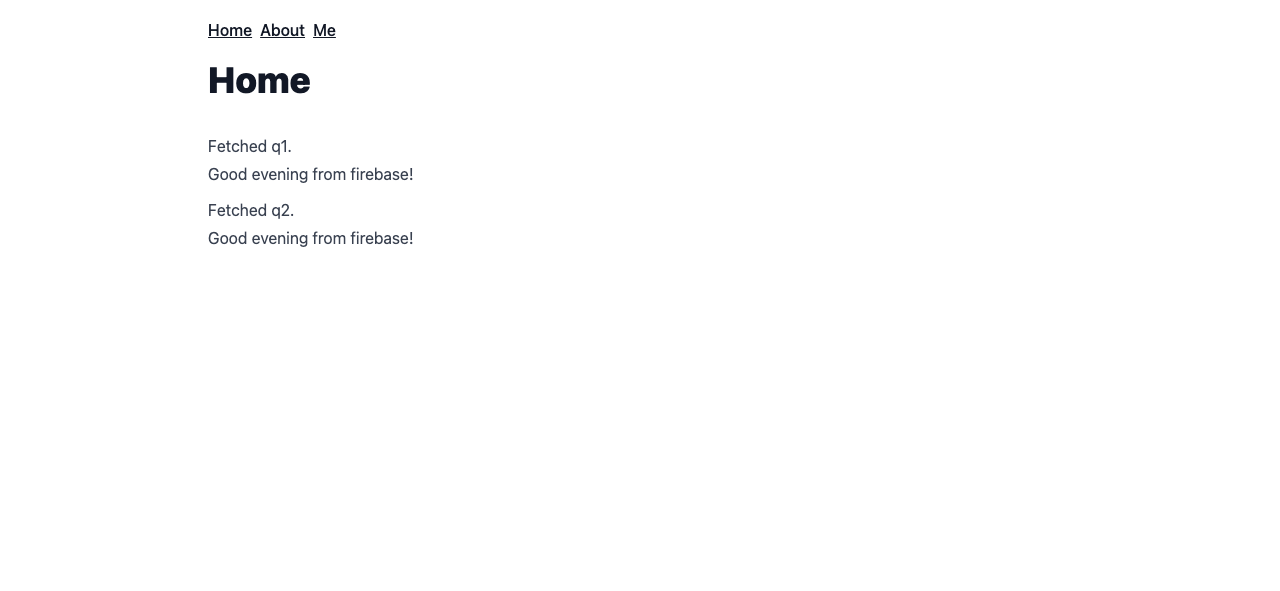 Home About Me
Home
Fetched q1.
Good evening from firebase!
Fetched q2.
Good evening from firebase!